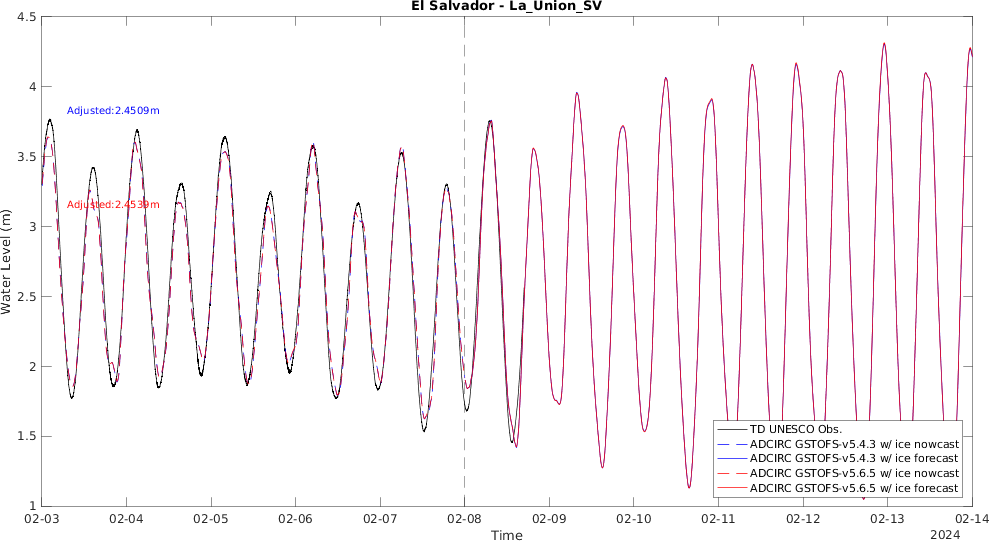 El Salvador - La_Union_SV
4.5
4
3.5
3
2.5
2
1.5
1
Water Level (m)
Adjusted:2.4509m
Adjusted:2.4539m
TD UNESCO Obs.
ADCIRC GSTOFS-v5.4.3 w/ ice nowcast
ADCIRC GSTOFS-v5.4.3 w/ ice forecast
ADCIRC GSTOFS-v5.6.5 w/ ice nowcast
ADCIRC GSTOFS-v5.6.5 w/ ice forecast
02-03 02-04 02-05 02-06 02-07 02-08 02-09 02-10 02-11 02-12 02-13 02-14
Time
2024